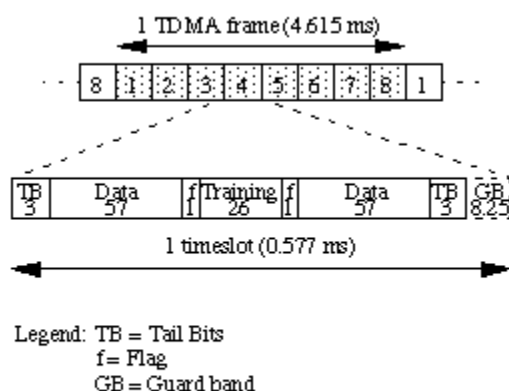 1 TDMA frame (4.615 ms)
8 1 2 3 4 5 6 7 8 1
TB Data f Training f Data TB GB
3 57 1 26 1 57 3 8.25
1 timeslot (0.577 ms)
Legend: TB = Tail Bits
f = Flag
GB = Guard band